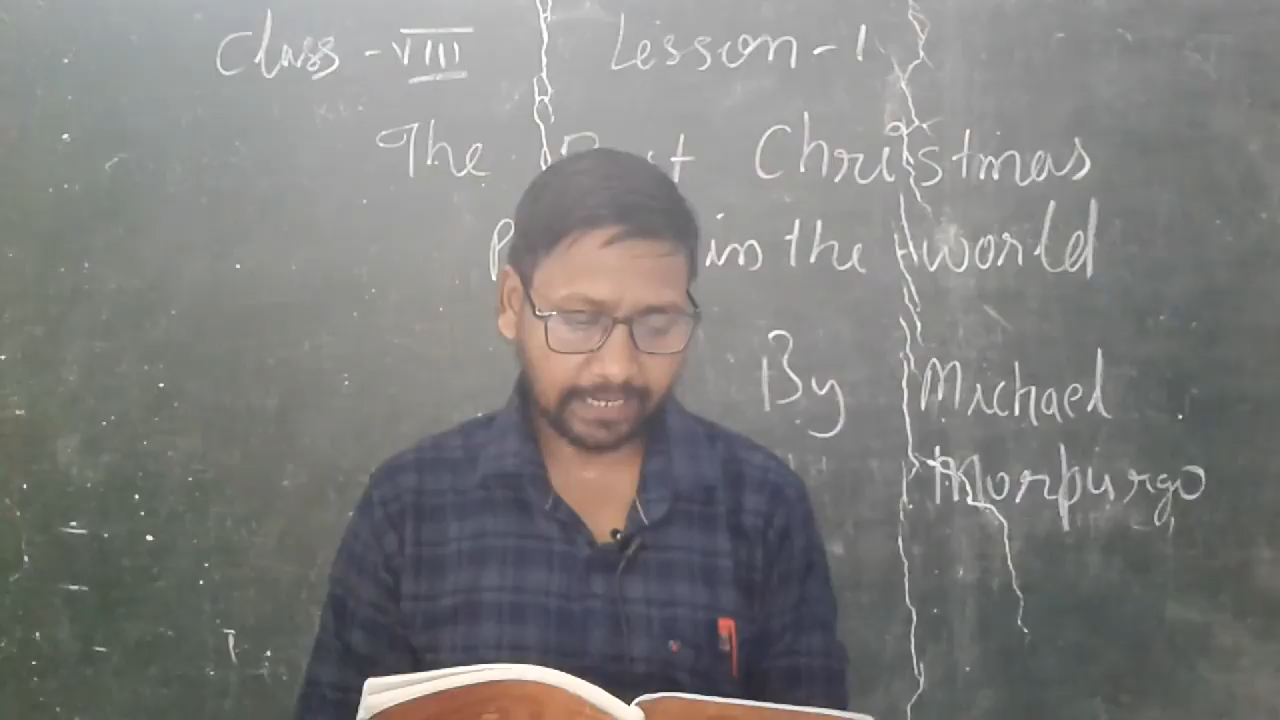 Class - VIII Lesson - 1
The Christmas
in the world
By Michael
Morpurgo